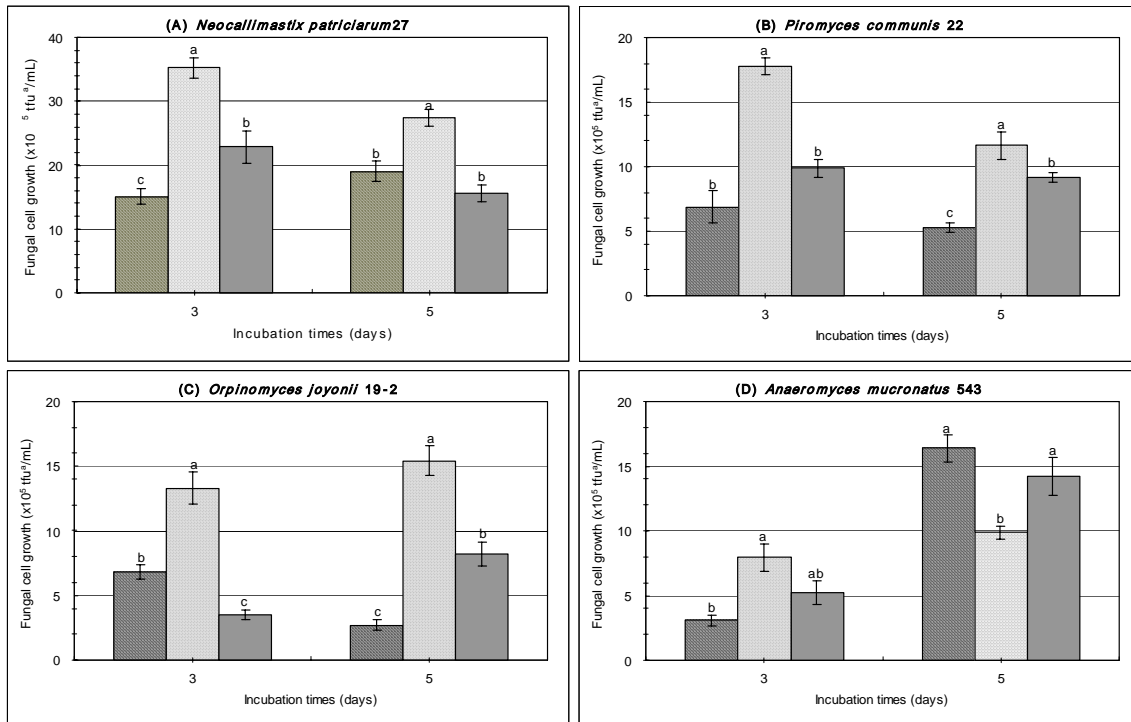 (A) Neocallimastix patriciarum27
Fungal cell growth (x10 5 tfu a/mL)
40
30
20
10
0
a
b
c
a
b
b
3
5
Incubation times (days)
(B) Piromyces communis 22
Fungal cell growth (x10⁵ tfuᵃ/mL)
20
15
10
5
0
a
b
b
a
b
c
3
5
Incubation times (days)
(C) Orpinomyces joyonii 19-2
Fungal cell growth (x10⁵ tfuᵃ/mL)
20
15
10
5
0
a
b
c
a
b
c
3
5
Incubation times (days)
(D) Anaeromyces mucronatus 543
Fungal cell growth (x10⁵ tfuᵃ/mL)
20
15
10
5
0
a
ab
b
a
a
b
3
5
Incubation times (days)